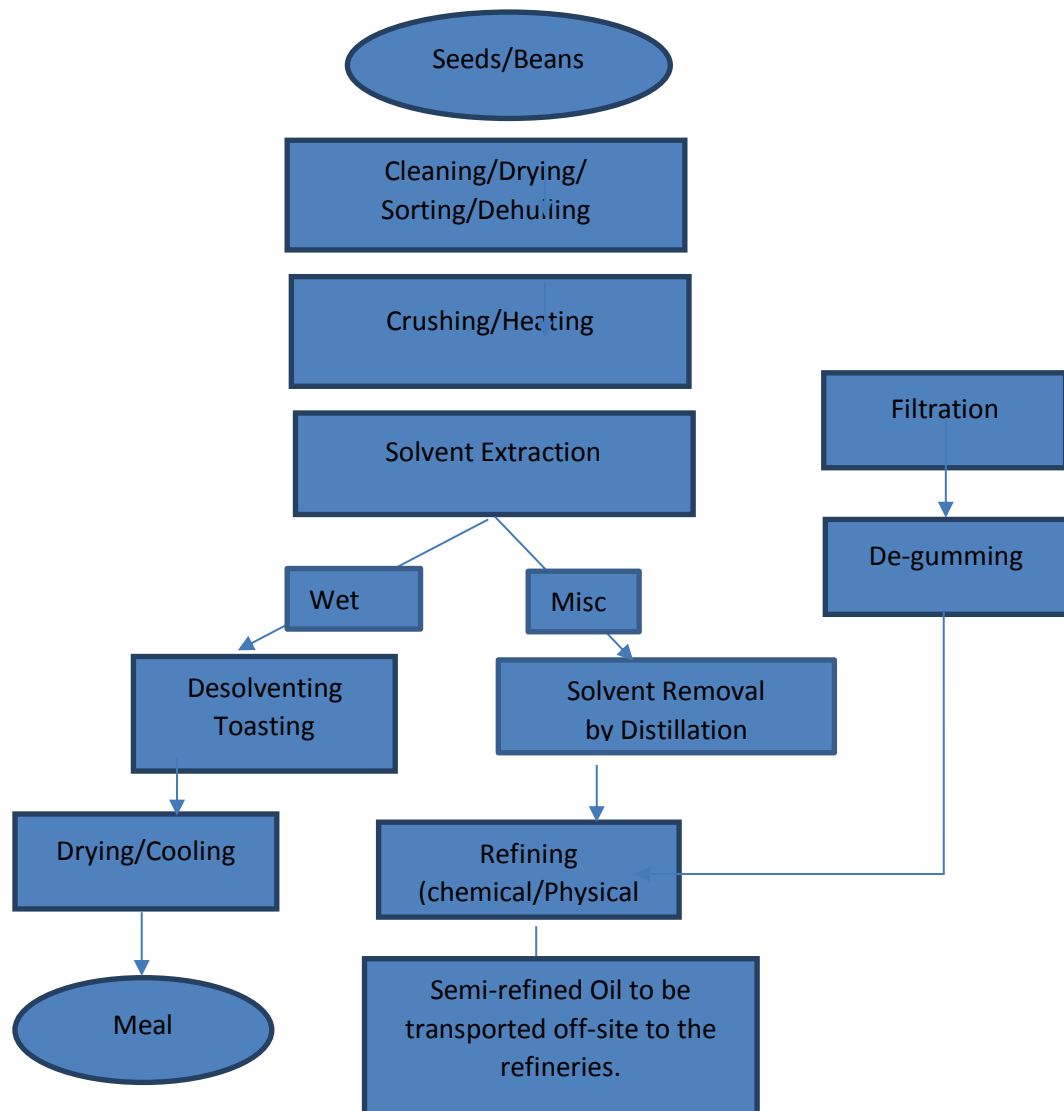 Seeds/Beans
Cleaning/Drying/
Sorting/Dehulling
Crushing/Heating
Filtration
Solvent Extraction
De-gumming
Wet
Misc
Desolventing
Toasting
Solvent Removal
by Distillation
Drying/Cooling
Refining
(chemical/Physical
Meal
Semi-refined Oil to be
transported off-site to the
refineries.